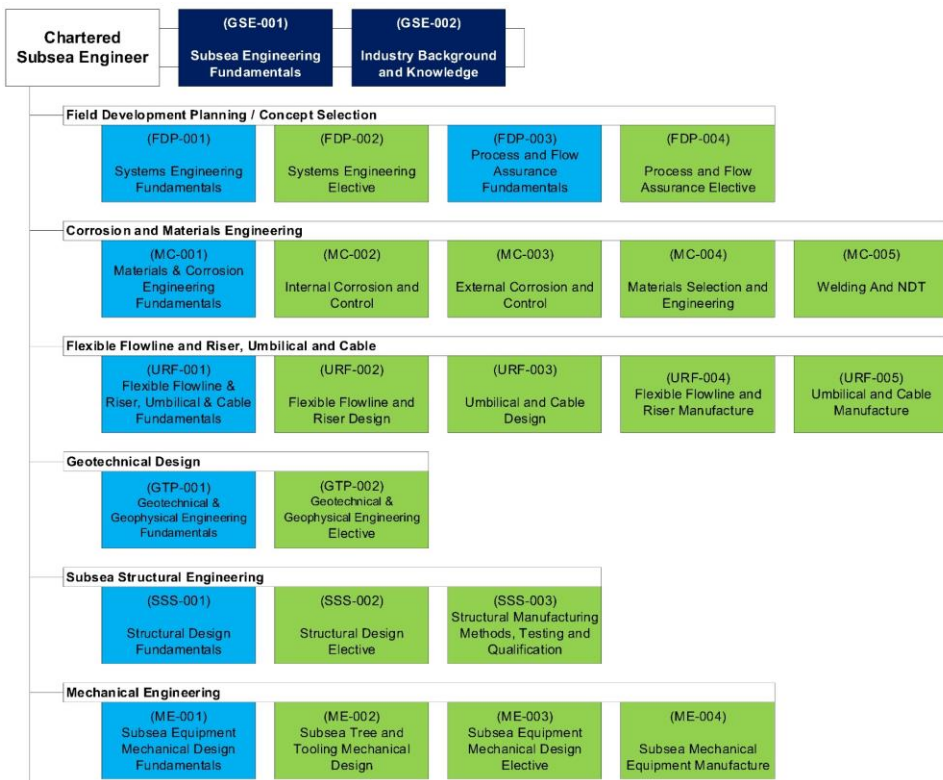 Chartered
Subsea Engineer
(GSE-001)
Subsea Engineering
Fundamentals
(GSE-002)
Industry Background
and Knowledge
Field Development Planning / Concept Selection
(FDP-001)
Systems Engineering
Fundamentals
(FDP-002)
Systems Engineering
Elective
(FDP-003)
Process and Flow
Assurance
Fundamentals
(FDP-004)
Process and Flow
Assurance Elective
Corrosion and Materials Engineering
(MC-001)
Materials & Corrosion
Engineering
Fundamentals
(MC-002)
Internal Corrosion and
Control
(MC-003)
External Corrosion and
Control
(MC-004)
Materials Selection and
Engineering
(MC-005)
Welding And NDT
Flexible Flowline and Riser, Umbilical and Cable
(URF-001)
Flexible Flowline &
Riser, Umbilical & Cable
Fundamentals
(URF-002)
Flexible Flowline and
Riser Design
(URF-003)
Umbilical and Cable
Design
(URF-004)
Flexible Flowline and
Riser Manufacture
(URF-005)
Umbilical and Cable
Manufacture
Geotechnical Design
(GTP-001)
Geotechnical &
Geophysical Engineering
Fundamentals
(GTP-002)
Geotechnical &
Geophysical Engineering
Elective
Subsea Structural Engineering
(SSS-001)
Structural Design
Fundamentals
(SSS-002)
Structural Design
Elective
(SSS-003)
Structural Manufacturing
Methods, Testing and
Qualification
Mechanical Engineering
(ME-001)
Subsea Equipment
Mechanical Design
Fundamentals
(ME-002)
Subsea Tree and
Tooling Mechanical
Design
(ME-003)
Subsea Equipment
Mechanical Design
Elective
(ME-004)
Subsea Mechanical
Equipment Manufacture